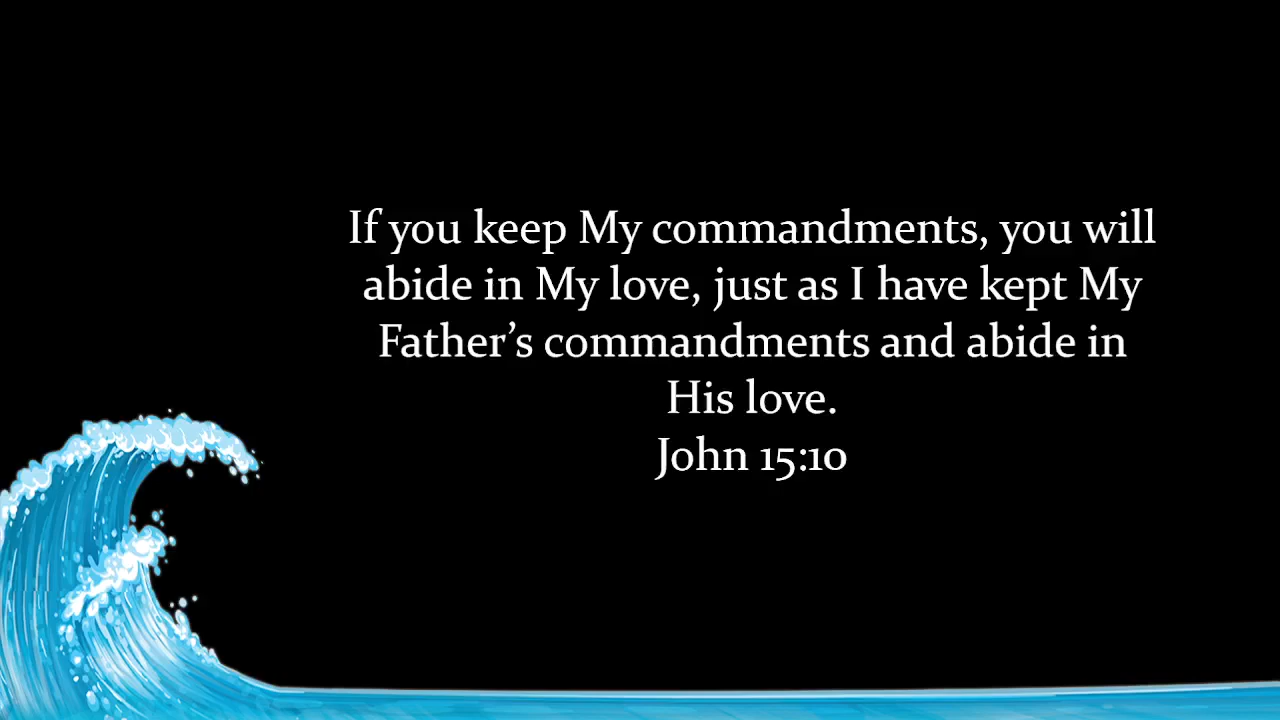 If you keep My commandments, you will
abide in My love, just as I have kept My
Father’s commandments and abide in
His love.
John 15:10